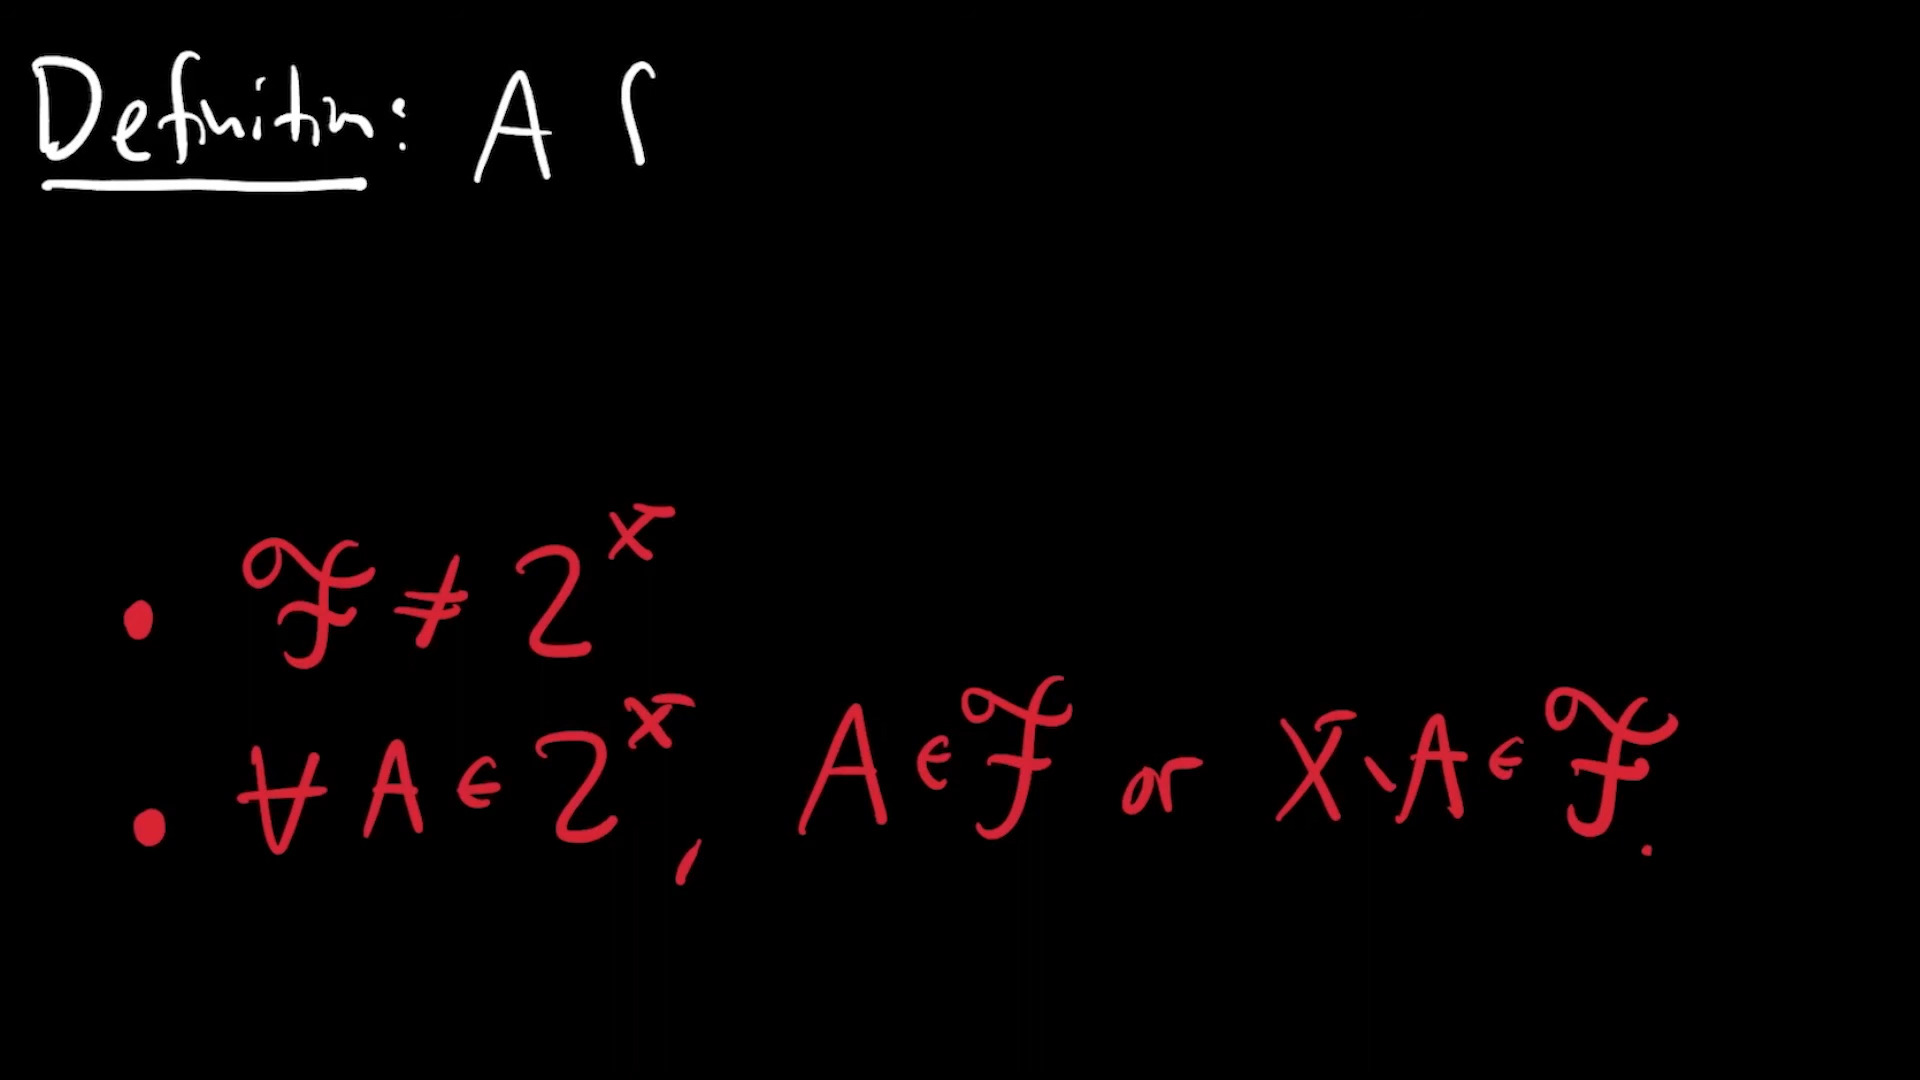 Definition: A
• ℱ ≠ 2^X
• ∀ A ∈ 2^X, A ∈ ℱ or X∖A ∈ ℱ.